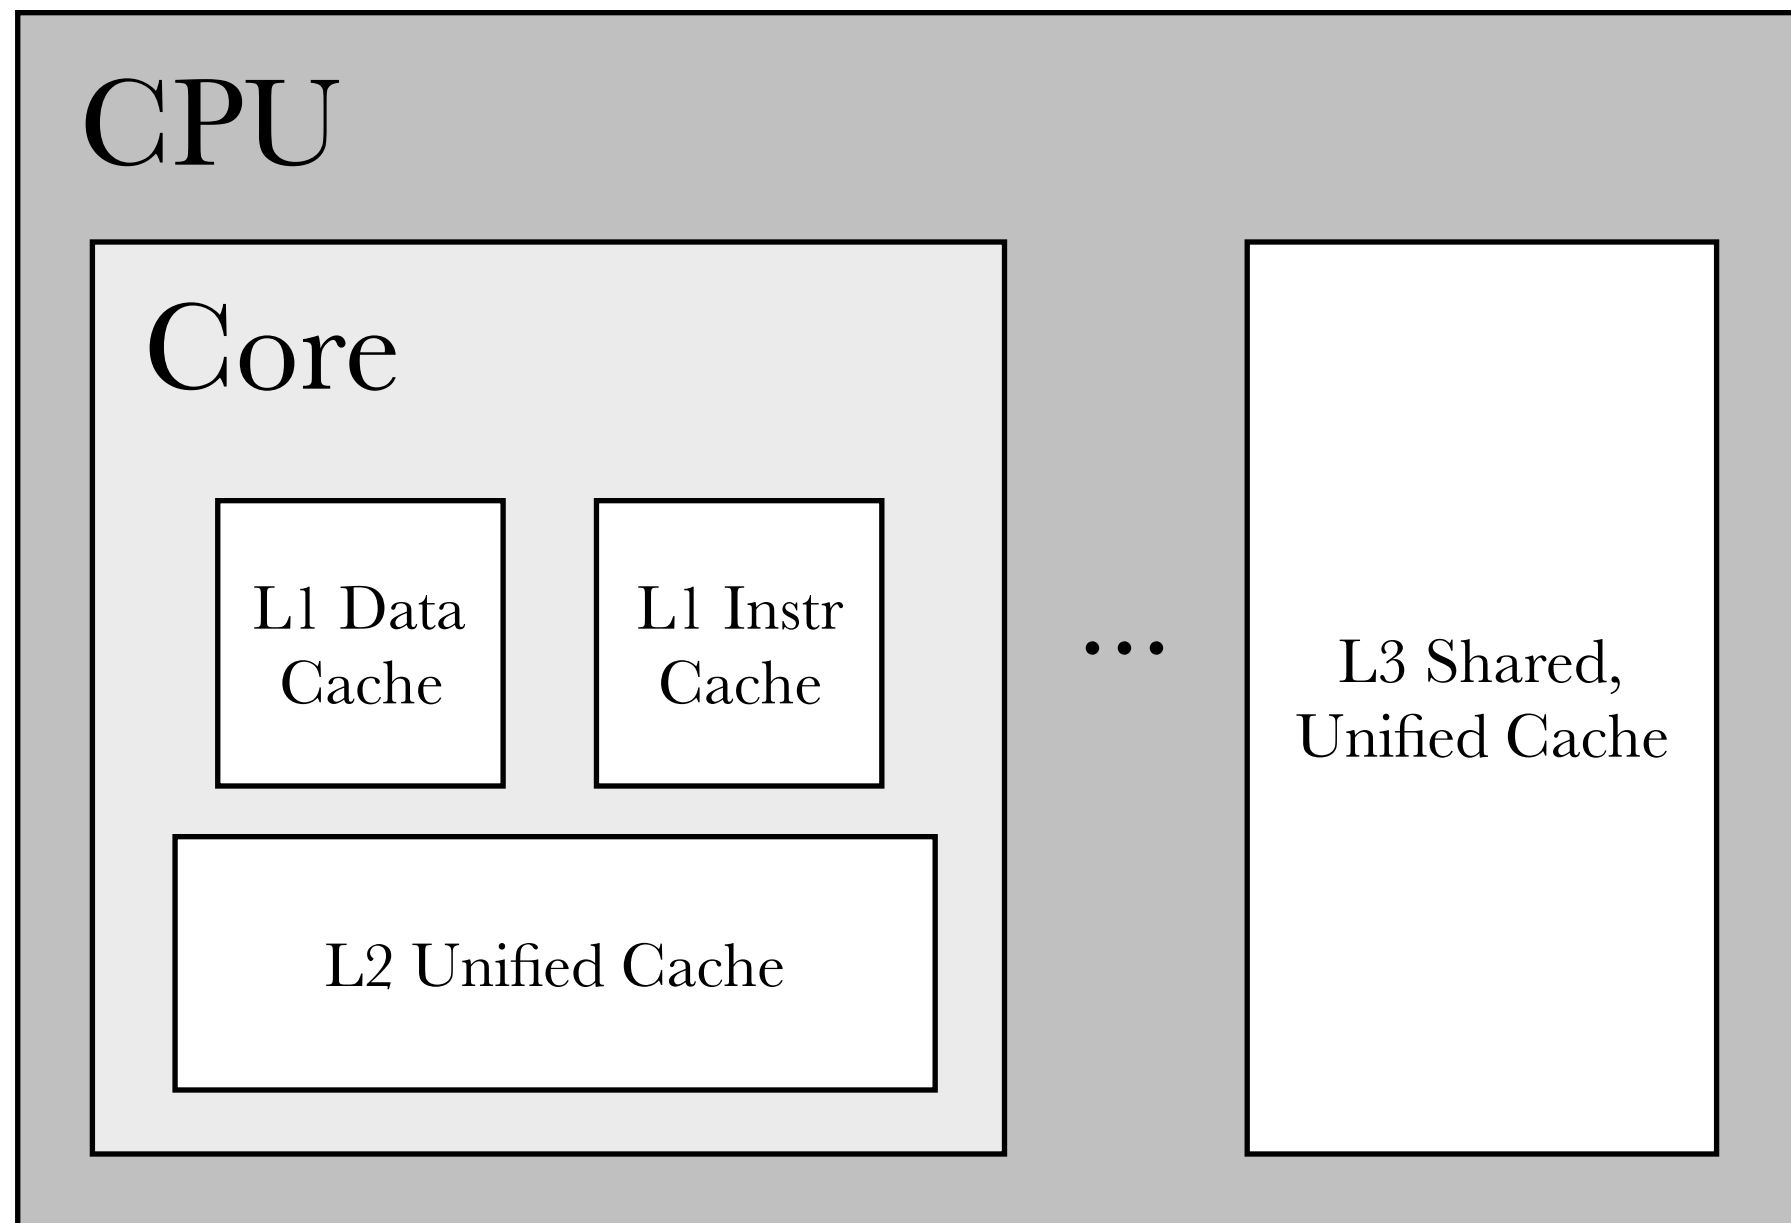 CPU
Core
L1 Data
Cache
L1 Instr
Cache
L2 Unified Cache
...
L3 Shared,
Unified Cache